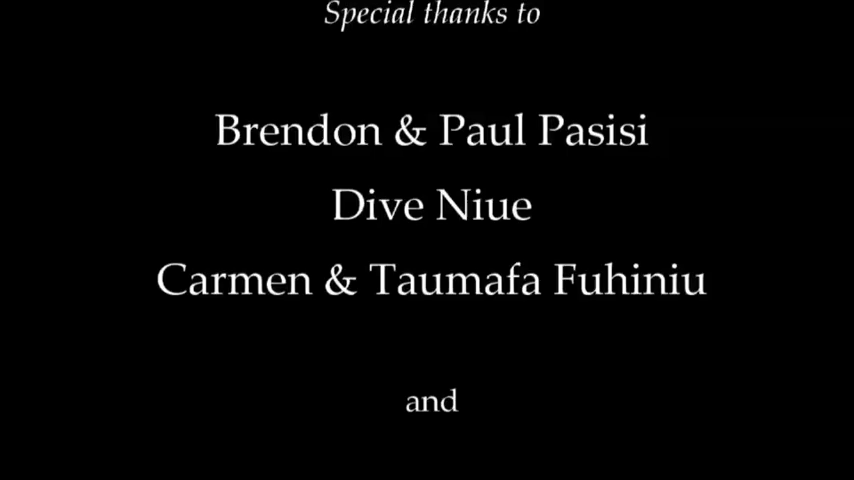 Special thanks to
Brendon & Paul Pasisi
Dive Niue
Carmen & Taumafa Fuhiniu
and